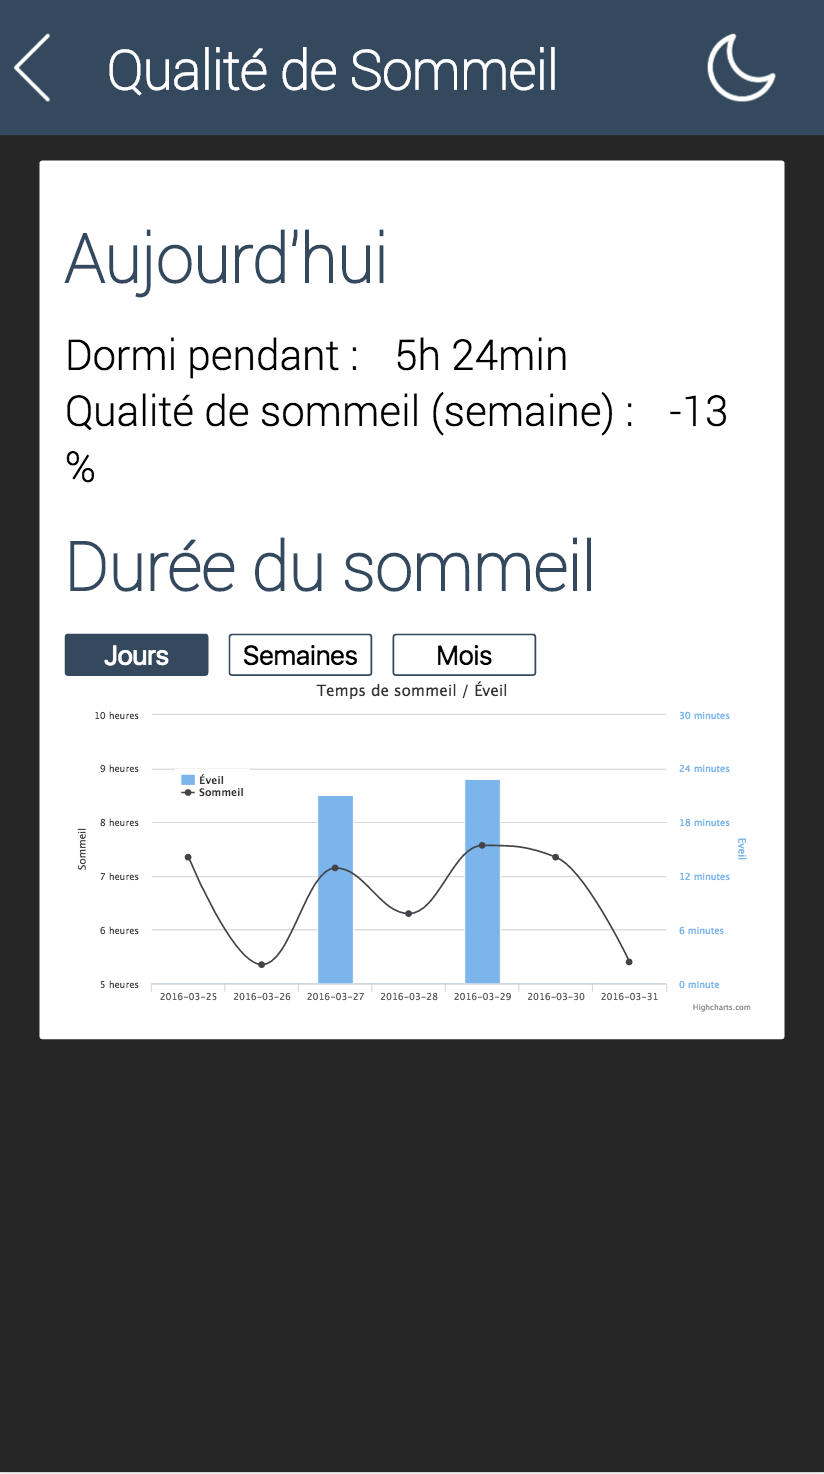 Qualité de Sommeil
Aujourd'hui
Dormi pendant : 5h 24min
Qualité de sommeil (semaine) : -13
%
Durée du sommeil
Jours Semaines Mois
Temps de sommeil / Éveil
10 heures 30 minutes
9 heures 24 minutes
Éveil
Sommeil
8 heures 18 minutes
Sommeil Eveil
7 heures 12 minutes
6 heures 6 minutes
5 heures 0 minute
2016-03-25 2016-03-26 2016-03-27 2016-03-28 2016-03-29 2016-03-30 2016-03-31
Highcharts.com